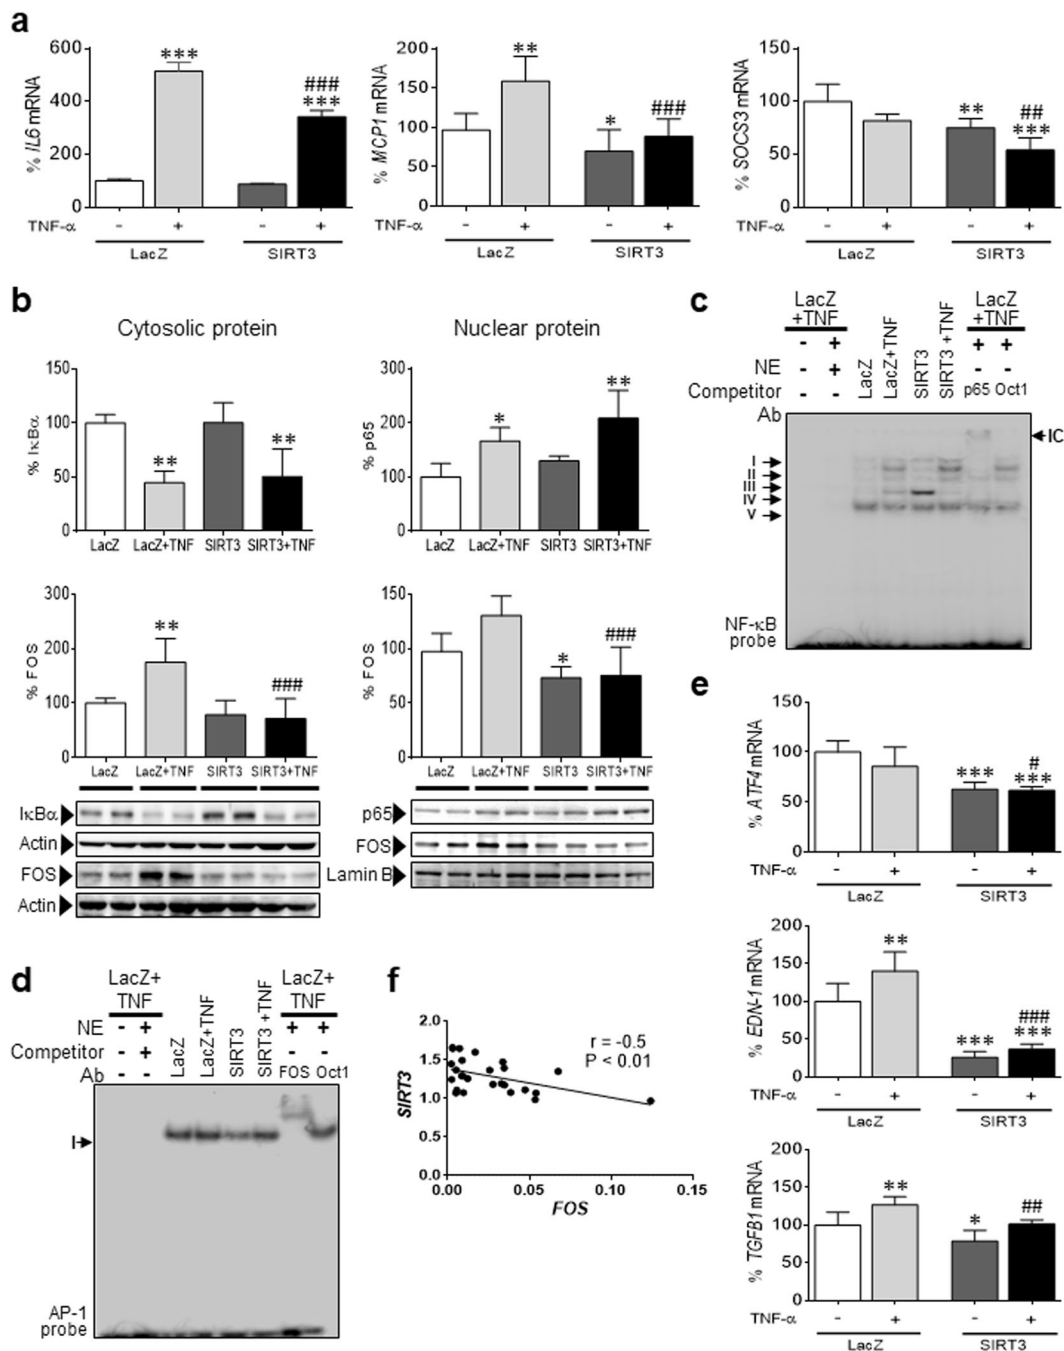 a
600
400
200
0
% IL6 mRNA
***
###
***
TNF-α - + - +
LacZ SIRT3
200
150
100
50
0
% MCP1 mRNA
**
*
###
- + - +
LacZ SIRT3
150
100
50
0
% SOCS3 mRNA
**
##
***
TNF-α - + - +
LacZ SIRT3
b
Cytosolic protein
Nuclear protein
150
100
50
0
% IκBα
**
**
LacZ LacZ+TNF SIRT3 SIRT3+TNF
300
200
100
0
% p65
*
**
LacZ LacZ+TNF SIRT3 SIRT3+TNF
300
200
100
0
% FOS
**
###
LacZ LacZ+TNF SIRT3 SIRT3+TNF
150
100
50
0
% FOS
*
###
LacZ LacZ+TNF SIRT3 SIRT3+TNF
IκBα
Actin
FOS
Actin
p65
FOS
Lamin B
c
LacZ
+TNF
LacZ
LacZ+TNF
SIRT3
SIRT3 +TNF
LacZ
+TNF
- + + +
NE - + - -
Competitor - - p65 Oct1
Ab
IC
I
II
III
IV
V
NF-κB
probe
d
LacZ+
TNF
LacZ
LacZ+TNF
SIRT3
SIRT3 +TNF
LacZ+
TNF
NE - + + +
Competitor - + - -
Ab - - FOS Oct1
I
AP-1
probe
e
150
100
50
0
% ATF4 mRNA
***
#
***
TNF-α - + - +
LacZ SIRT3
200
150
100
50
0
% EDN-1 mRNA
**
***
###
***
TNF-α - + - +
LacZ SIRT3
200
150
100
50
0
% TGFB1 mRNA
**
*
##
TNF-α - + - +
LacZ SIRT3
f
2.0
1.5
1.0
0.5
0.0
SIRT3
r = -0.5
P < 0.01
0.00 0.05 0.10 0.15
FOS